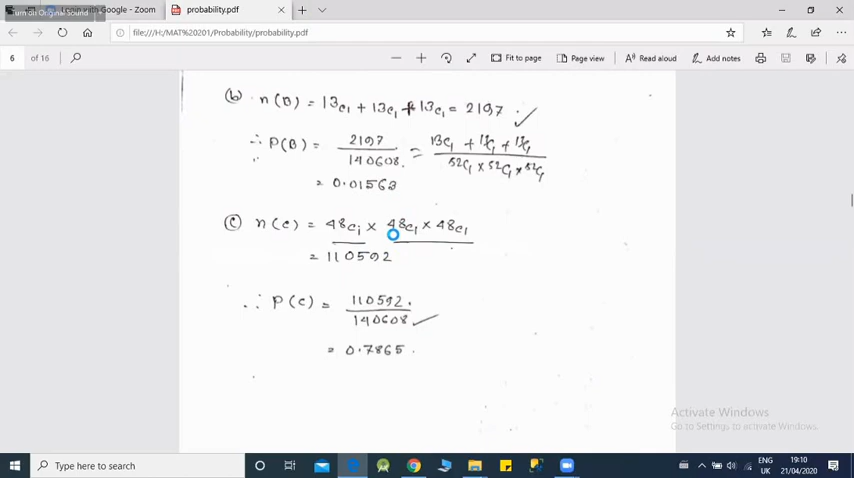 Turn off Original Sound
Login with Google - Zoom
probability.pdf
file:///H:/MAT%20201/Probability/probability.pdf
6 of 16
Fit to page
Page view
Read aloud
Add notes
(b) n(B) = 13C₁ + 13C₁ + 13C₁ = 2197 ✓
∴ P(B) = 2197/140608 = 13C₁ + 13C₁ + 13C₁/52C₁ × 52C₁ × 52C₁
= 0.01563
(c) n(C) = 48C₁ × 48C₁ × 48C₁
= 110592
∴ P(C) = 110592/140608 ✓
= 0.7865
Activate Windows
Go to Settings to activate Windows.
Type here to search
ENG
UK
19:10
21/04/2020